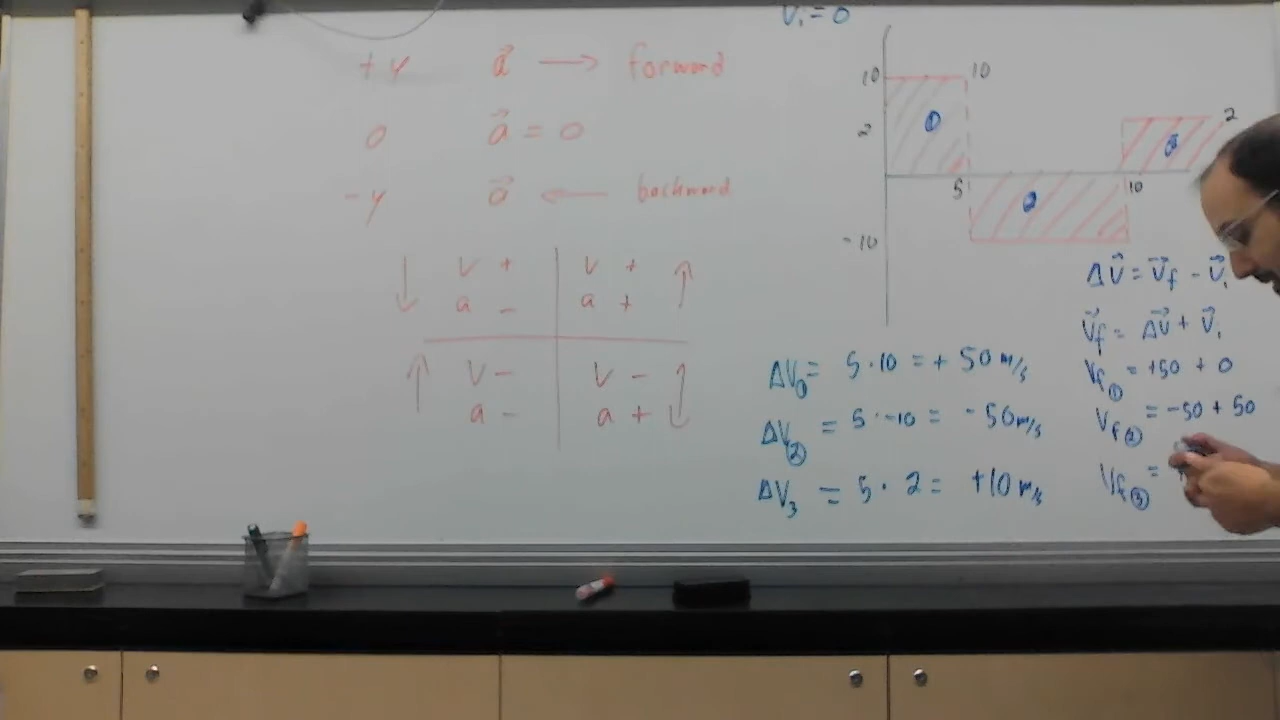 +y a⃗ → forward
0 a⃗ = 0
-y a⃗ ← backward
↓ V + V + ↑
a - a +
↑ V - V - ↑
a - a + ↓
Vi = 0
10 10
2 2
① ② ③
5 10
-10
ΔV⃗ = V⃗f - V⃗i
V⃗f = ΔV⃗ + V⃗i
ΔV① = 5 · 10 = + 50 m/s
ΔV② = 5 · -10 = - 50 m/s
ΔV3 = 5 · 2 = +10 m/s
Vf① = +50 + 0
Vf② = -50 + 50
Vf③ =